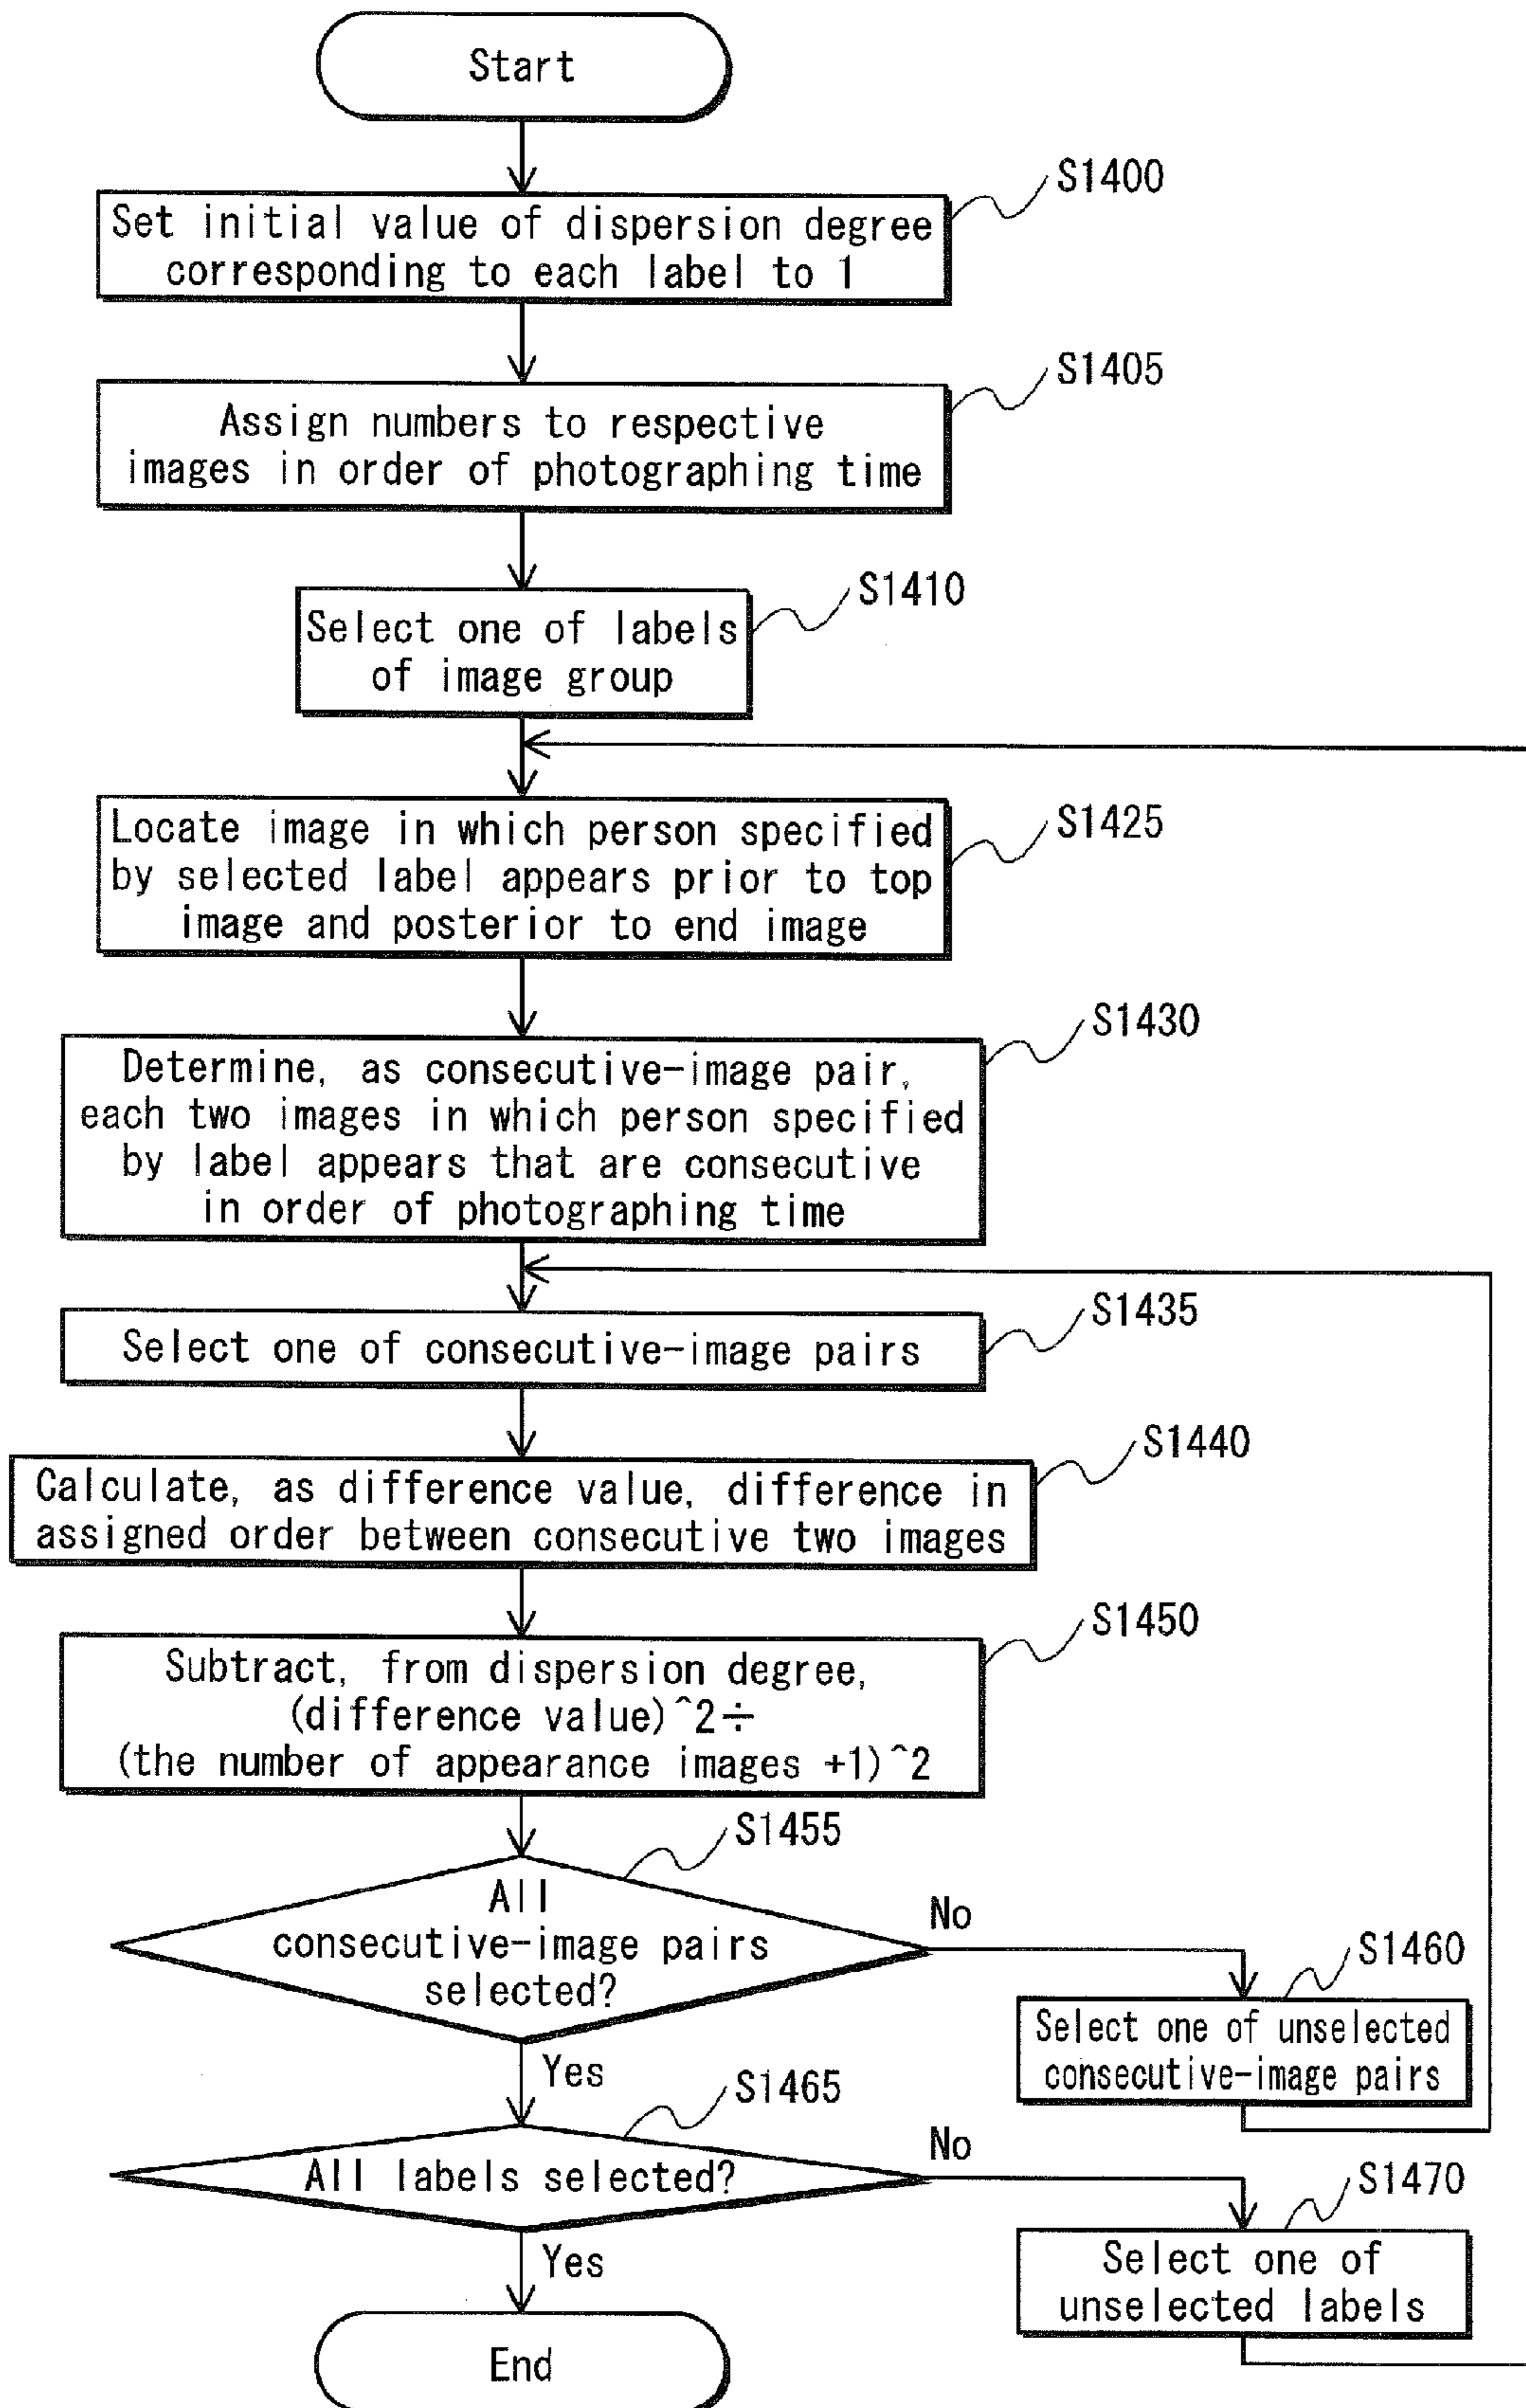 Start
S1400
Set initial value of dispersion degree
corresponding to each label to 1
S1405
Assign numbers to respective
images in order of photographing time
S1410
Select one of labels
of image group
S1425
Locate image in which person specified
by selected label appears prior to top
image and posterior to end image
S1430
Determine, as consecutive-image pair,
each two images in which person specified
by label appears that are consecutive
in order of photographing time
S1435
Select one of consecutive-image pairs
S1440
Calculate, as difference value, difference in
assigned order between consecutive two images
S1450
Subtract, from dispersion degree,
(difference value)^2÷
(the number of appearance images +1)^2
S1455
All
consecutive-image pairs
selected?
No
S1460
Select one of unselected
consecutive-image pairs
Yes
S1465
All labels selected?
No
S1470
Select one of
unselected labels
Yes
End